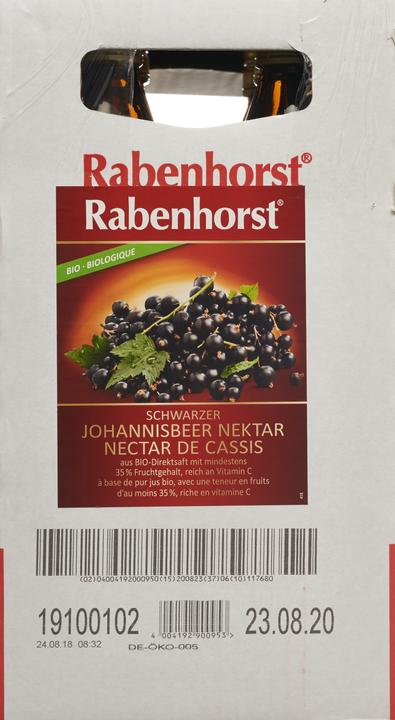 Rabenhorst®
Rabenhorst®
BIO · BIOLOGIQUE
SCHWARZER
JOHANNISBEER NEKTAR
NECTAR DE CASSIS
aus BIO-Direktsaft mit mindestens
35% Fruchtgehalt, reich an Vitamin C
à base de pur jus bio, avec une teneur en fruits
d'au moins 35%, riche en vitamine C
(02)04004192000950(15)200823(37)06(10)117680
19100102
4 004192 900953 >
23.08.20
24.08.18 08:32
DE-ÖKO-005